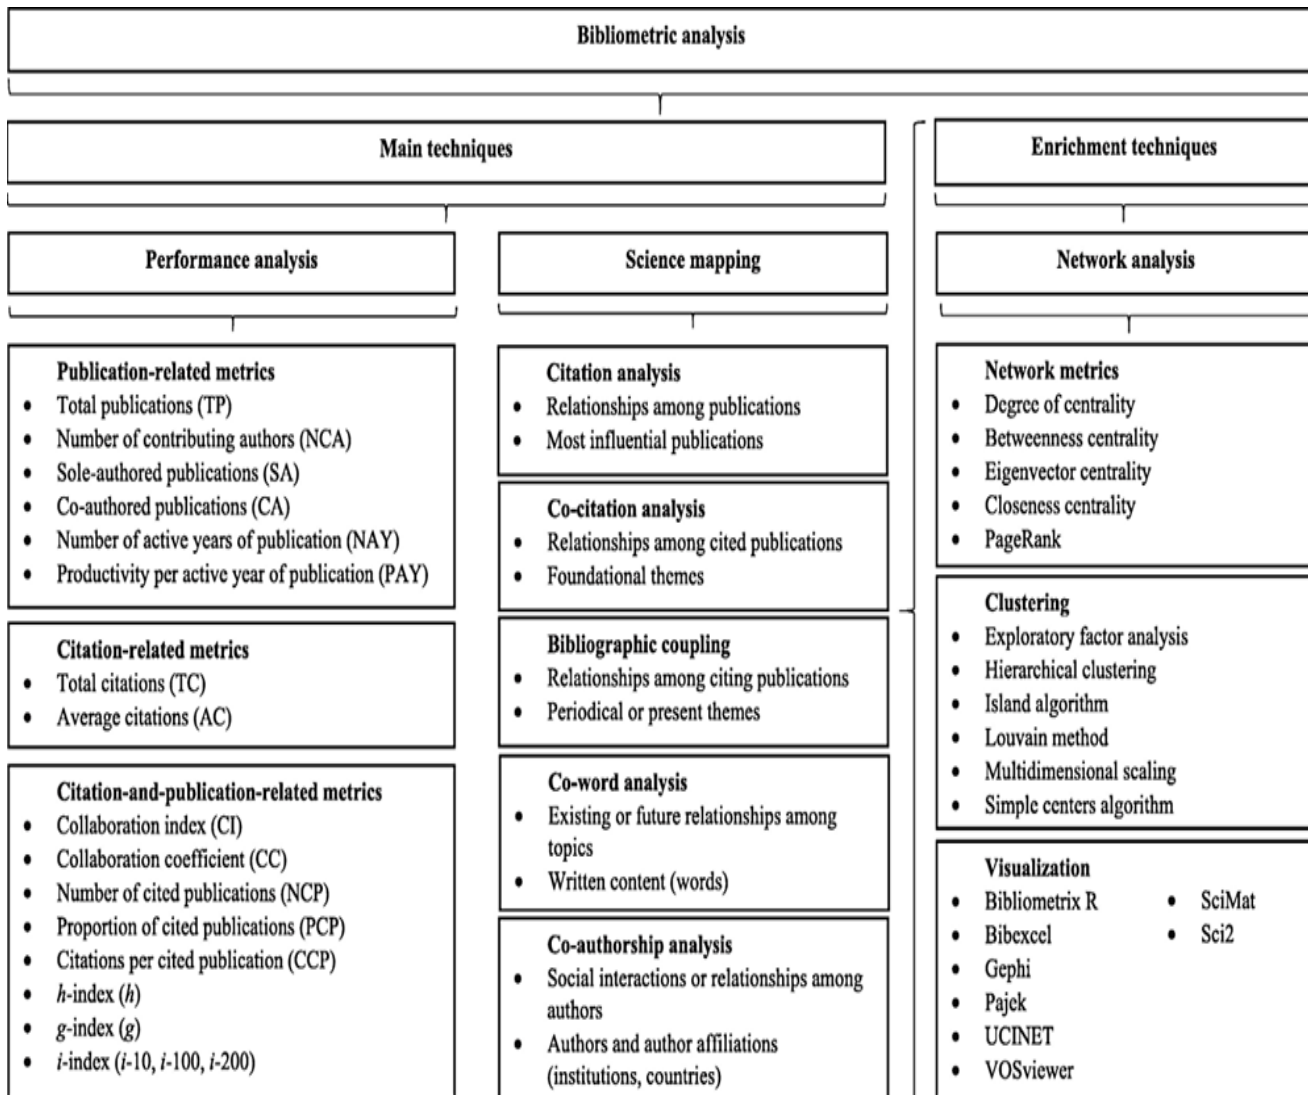 Bibliometric analysis
Main techniques
Enrichment techniques
Performance analysis
Science mapping
Network analysis
Publication-related metrics
• Total publications (TP)
• Number of contributing authors (NCA)
• Sole-authored publications (SA)
• Co-authored publications (CA)
• Number of active years of publication (NAY)
• Productivity per active year of publication (PAY)
Citation-related metrics
• Total citations (TC)
• Average citations (AC)
Citation-and-publication-related metrics
• Collaboration index (CI)
• Collaboration coefficient (CC)
• Number of cited publications (NCP)
• Proportion of cited publications (PCP)
• Citations per cited publication (CCP)
• h-index (h)
• g-index (g)
• i-index (i-10, i-100, i-200)
Citation analysis
• Relationships among publications
• Most influential publications
Co-citation analysis
• Relationships among cited publications
• Foundational themes
Bibliographic coupling
• Relationships among citing publications
• Periodical or present themes
Co-word analysis
• Existing or future relationships among
topics
• Written content (words)
Co-authorship analysis
• Social interactions or relationships among
authors
• Authors and author affiliations
(institutions, countries)
Network metrics
• Degree of centrality
• Betweenness centrality
• Eigenvector centrality
• Closeness centrality
• PageRank
Clustering
• Exploratory factor analysis
• Hierarchical clustering
• Island algorithm
• Louvain method
• Multidimensional scaling
• Simple centers algorithm
Visualization
• Bibliometrix R
• Bibexcel
• Gephi
• Pajek
• UCINET
• VOSviewer
• SciMat
• Sci2